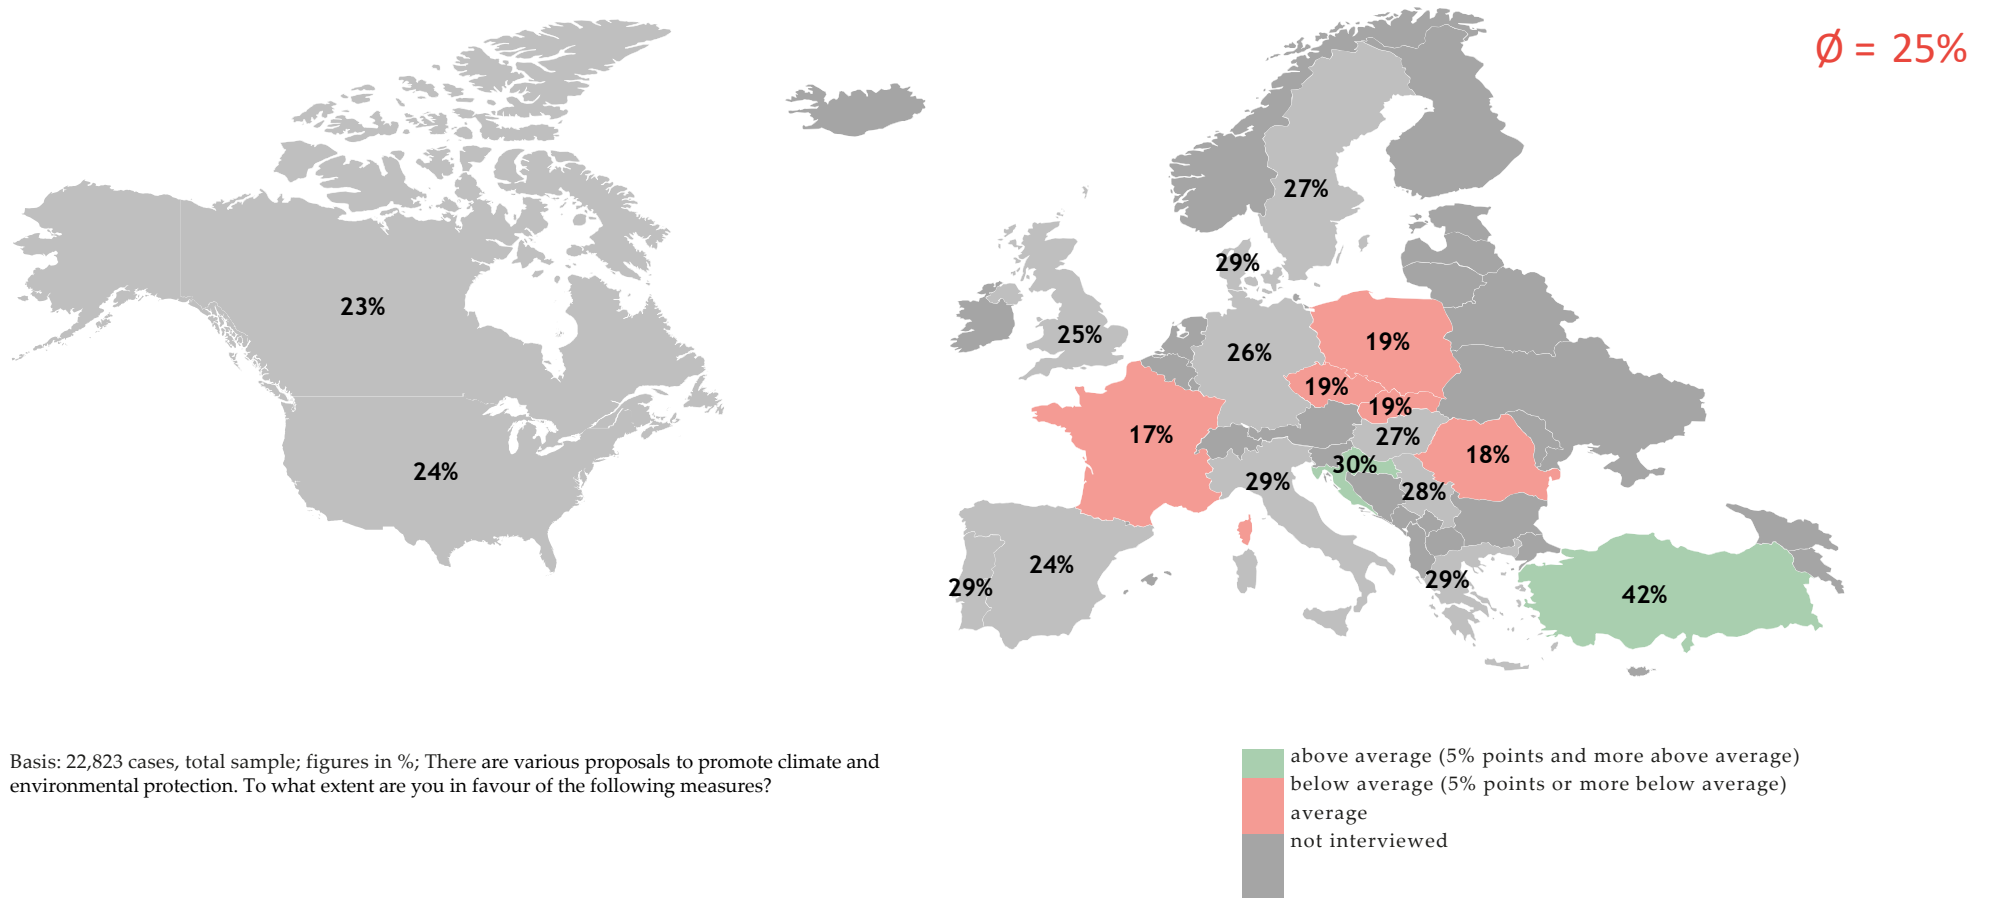 Ø = 25%
27%
29%
23%
25%
19%
26%
19%
19%
17%
27%
18%
30%
24%
29%
28%
24%
29%
29%
42%
Basis: 22,823 cases, total sample; figures in %; There are various proposals to promote climate and
environmental protection. To what extent are you in favour of the following measures?
above average (5% points and more above average)
below average (5% points or more below average)
average
not interviewed